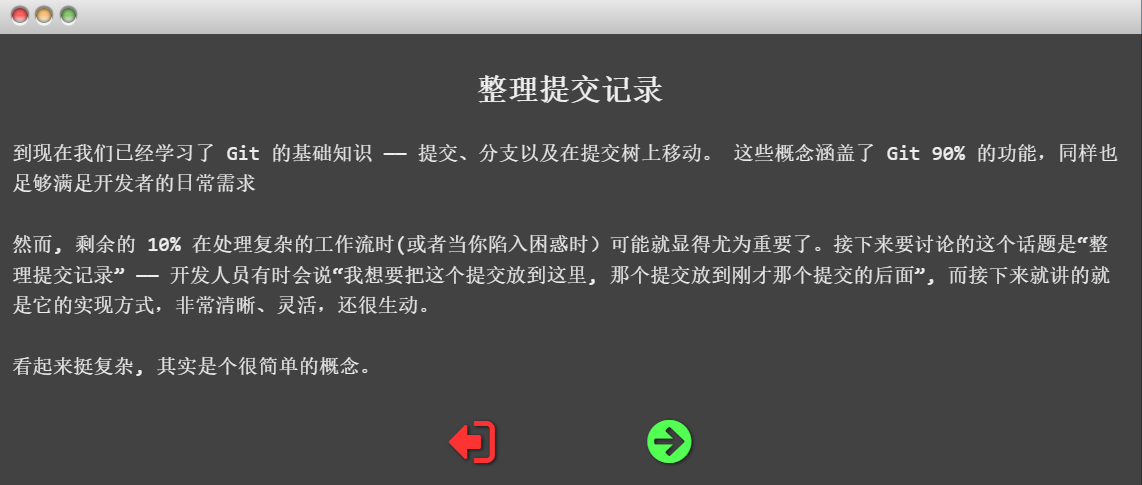 整理提交记录
到现在我们已经学习了 Git 的基础知识 —— 提交、分支以及在提交树上移动。 这些概念涵盖了 Git 90% 的功能，同样也
足够满足开发者的日常需求
然而, 剩余的 10% 在处理复杂的工作流时(或者当你陷入困惑时）可能就显得尤为重要了。接下来要讨论的这个话题是“整
理提交记录” —— 开发人员有时会说“我想要把这个提交放到这里, 那个提交放到刚才那个提交的后面”, 而接下来就讲的就
是它的实现方式，非常清晰、灵活，还很生动。
看起来挺复杂, 其实是个很简单的概念。